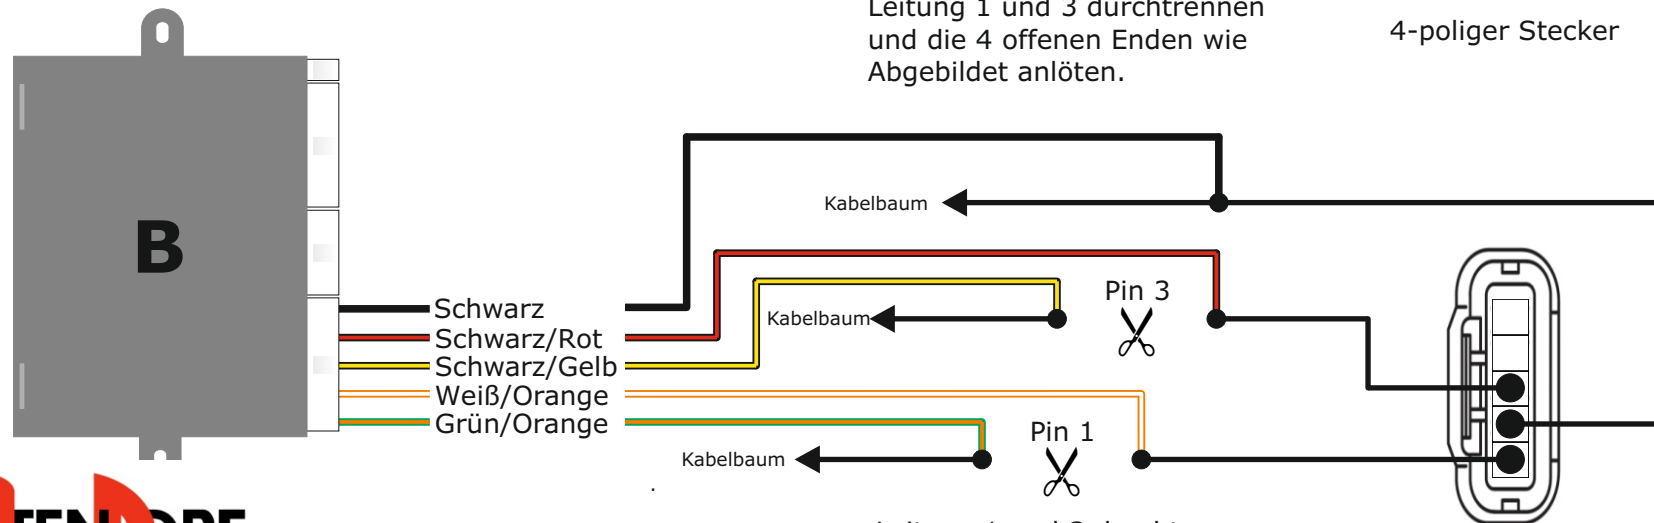 Leitung 1 und 3 durchtrennen
und die 4 offenen Enden wie
Abgebildet anlöten.
4-poliger Stecker
B
Kabelbaum
Pin 3
Kabelbaum
Schwarz
Schwarz/Rot
Schwarz/Gelb
Weiß/Orange
Grün/Orange
Pin 1
Kabelbaum